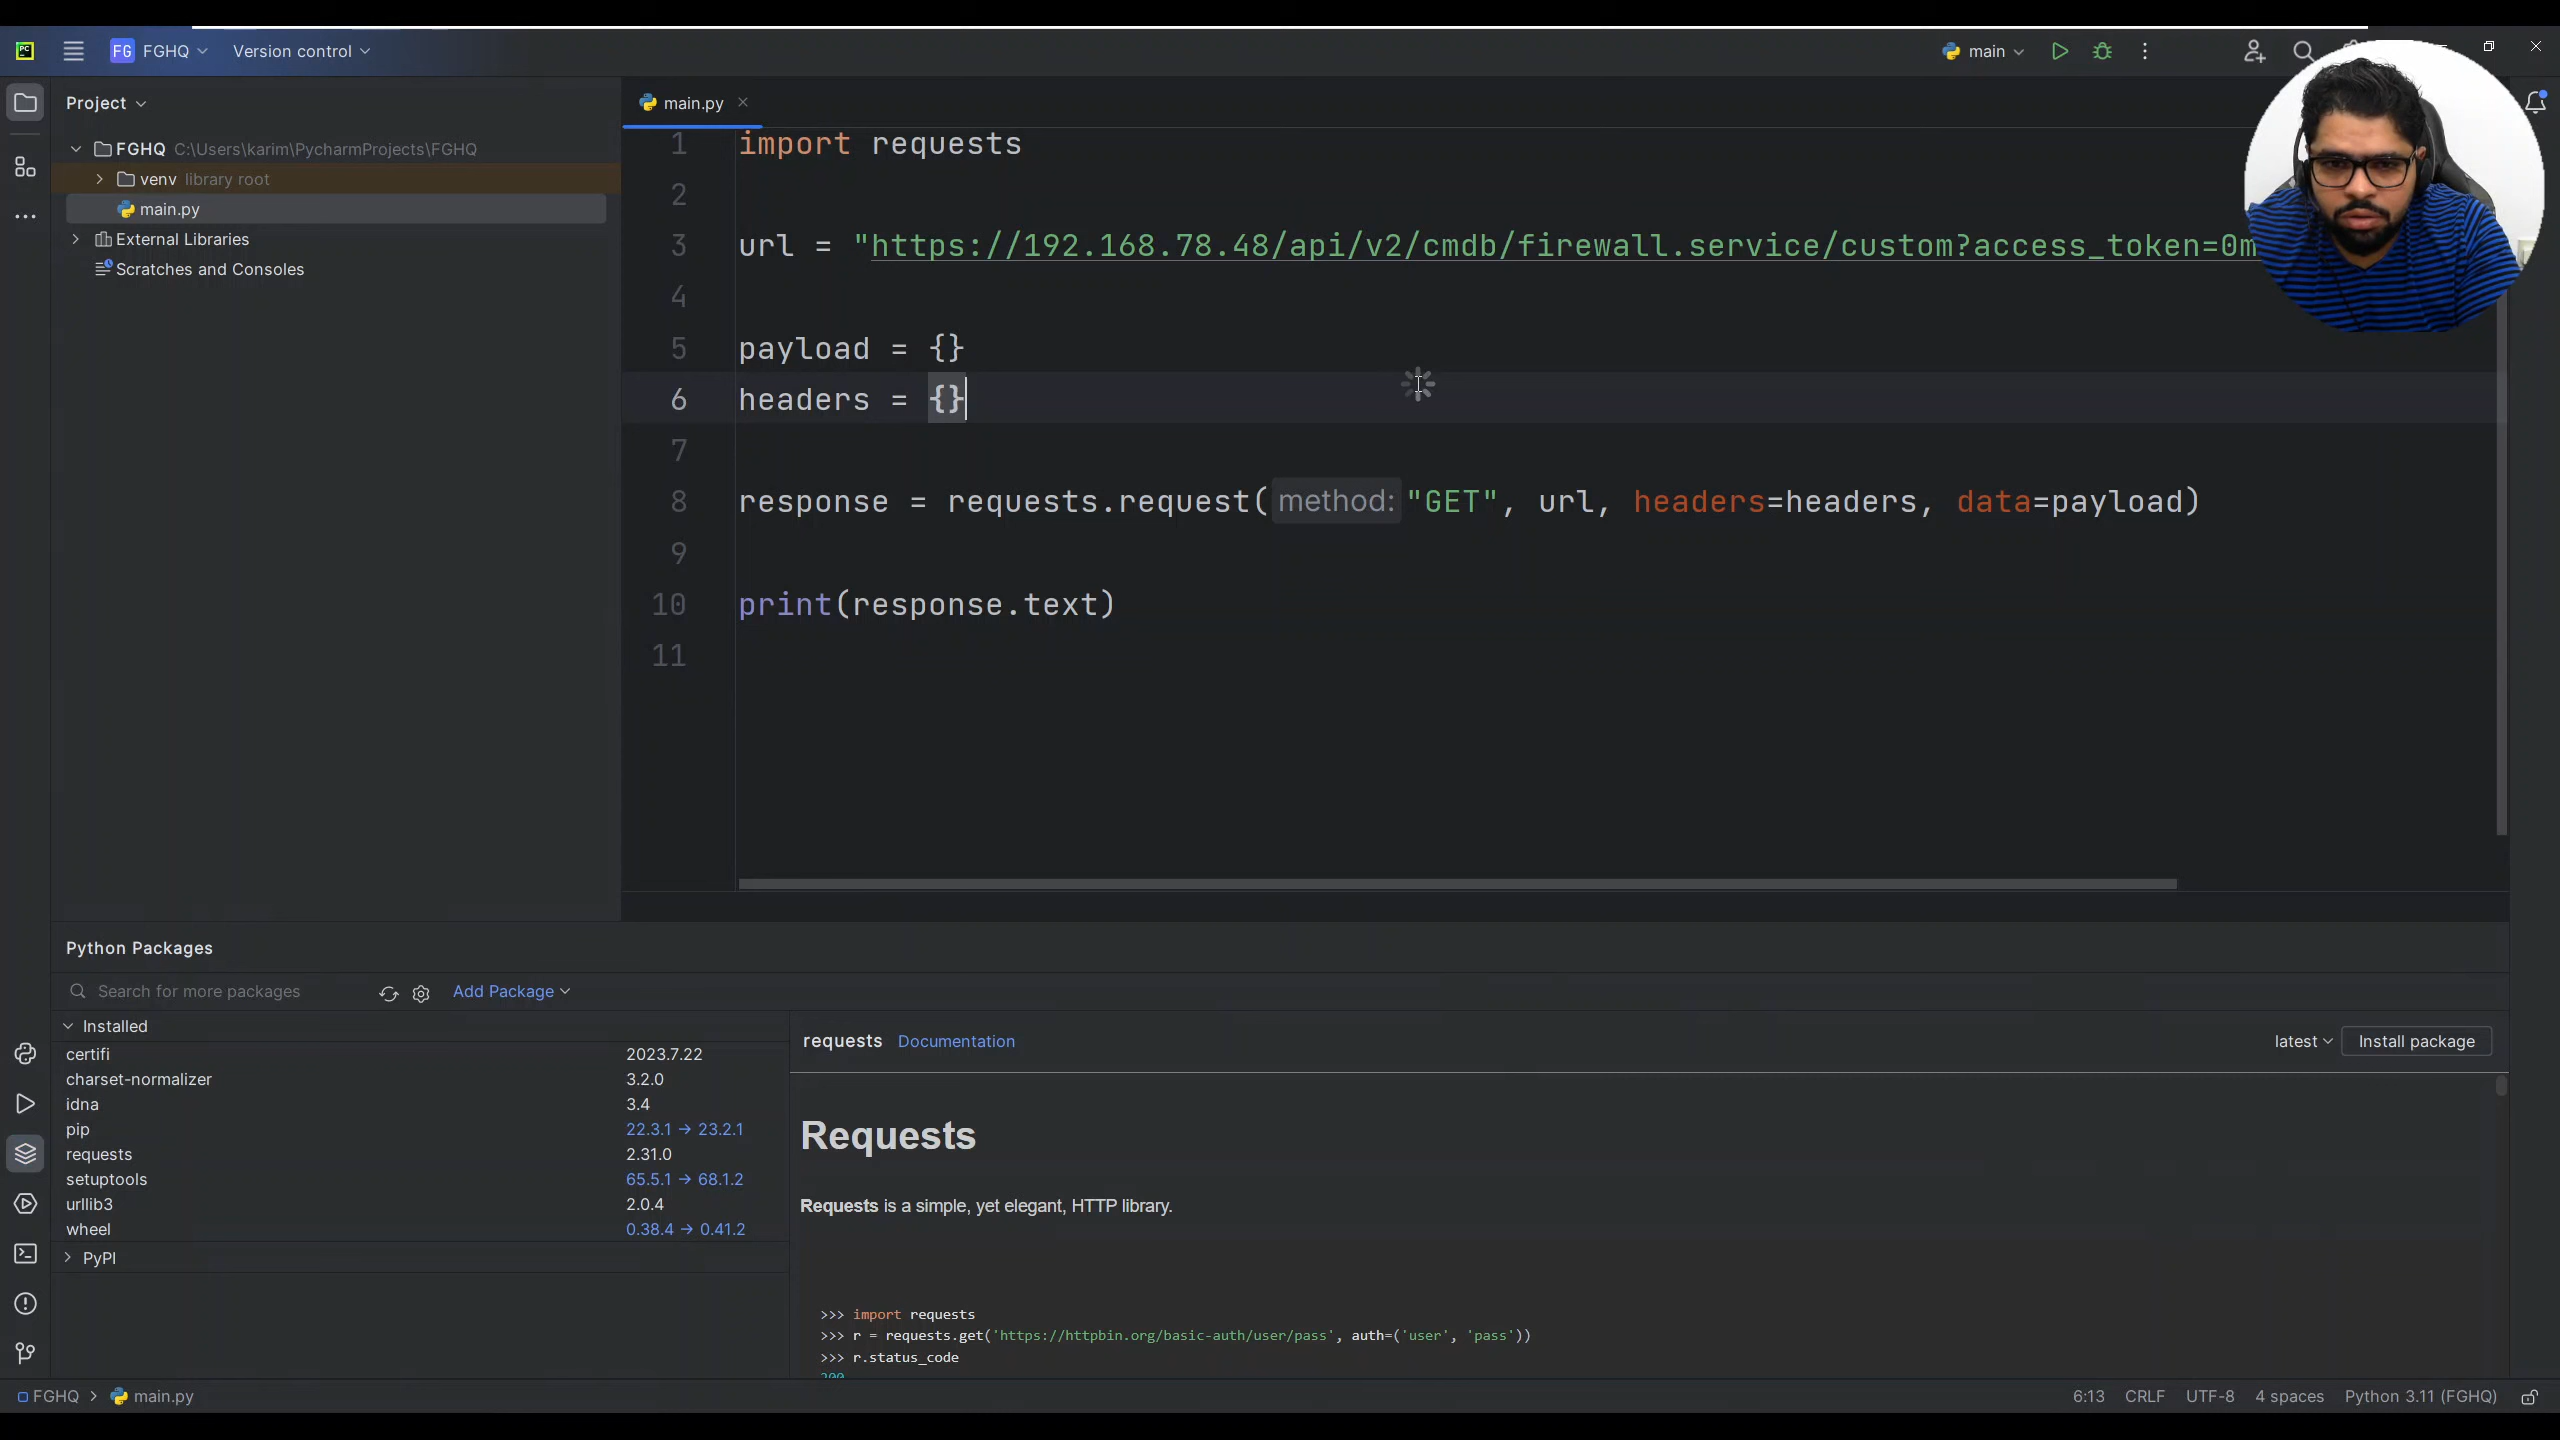 PC
FG FGHQ Version control main
Project
main.py
FGHQ C:\Users\karim\PycharmProjects\FGHQ
venv library root
main.py
External Libraries
Scratches and Consoles
1 import requests
2
3 url = "https://192.168.78.48/api/v2/cmdb/firewall.service/custom?access_token=0m
4
5 payload = {}
6 headers = {}
7
8 response = requests.request( method: "GET", url, headers=headers, data=payload)
9
10 print(response.text)
11
Python Packages
Search for more packages Add Package
Installed
certifi 2023.7.22
charset-normalizer 3.2.0
idna 3.4
pip 22.3.1 → 23.2.1
requests 2.31.0
setuptools 65.5.1 → 68.1.2
urllib3 2.0.4
wheel 0.38.4 → 0.41.2
PyPI
requests Documentation latest Install package
Requests
Requests is a simple, yet elegant, HTTP library.
>>> import requests
>>> r = requests.get('https://httpbin.org/basic-auth/user/pass', auth=('user', 'pass'))
>>> r.status_code
200
FGHQ > main.py 6:13 CRLF UTF-8 4 spaces Python 3.11 (FGHQ)